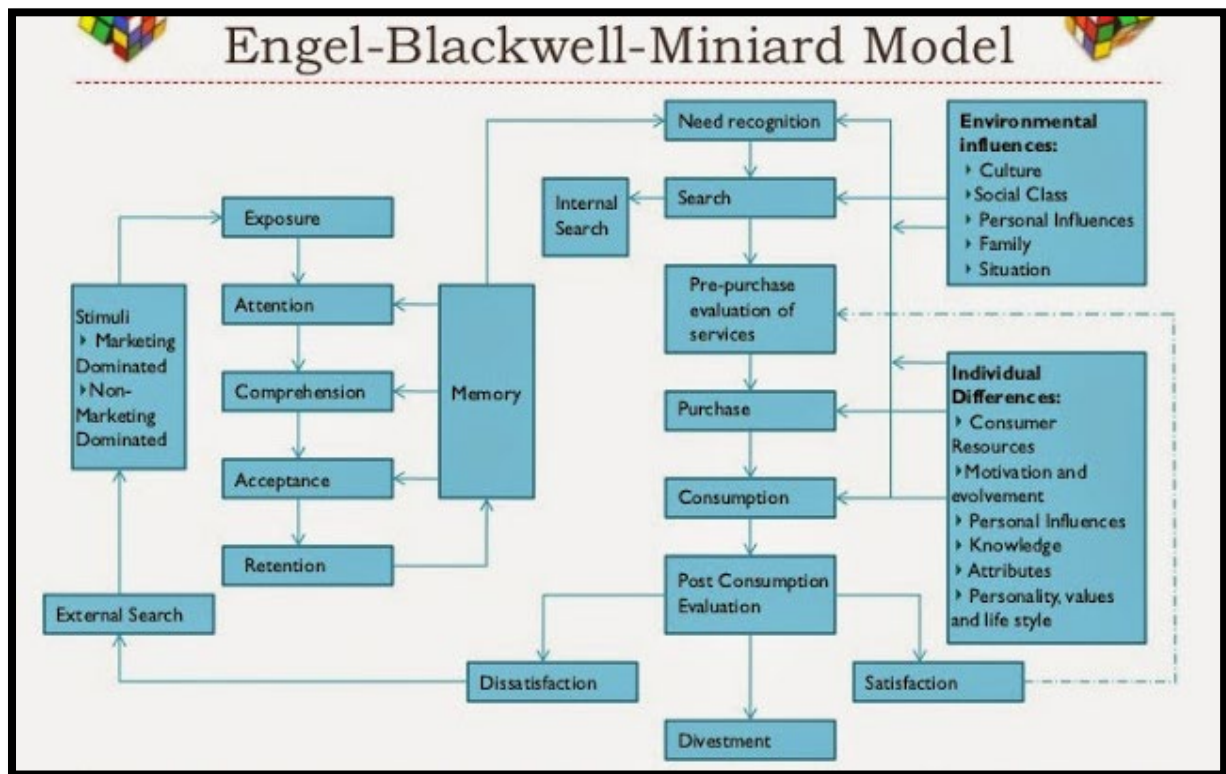 Engel-Blackwell-Miniard Model
Need recognition
Search
Internal
Search
Pre-purchase
evaluation of
services
Purchase
Consumption
Post Consumption
Evaluation
Dissatisfaction
Satisfaction
Divestment
Exposure
Attention
Comprehension
Acceptance
Retention
Memory
Stimuli
Marketing
Dominated
Non-
Marketing
Dominated
External Search
Environmental
influences:
Culture
Social Class
Personal Influences
Family
Situation
Individual
Differences:
Consumer
Resources
Motivation and
evolvement
Personal Influences
Knowledge
Attributes
Personality, values
and life style